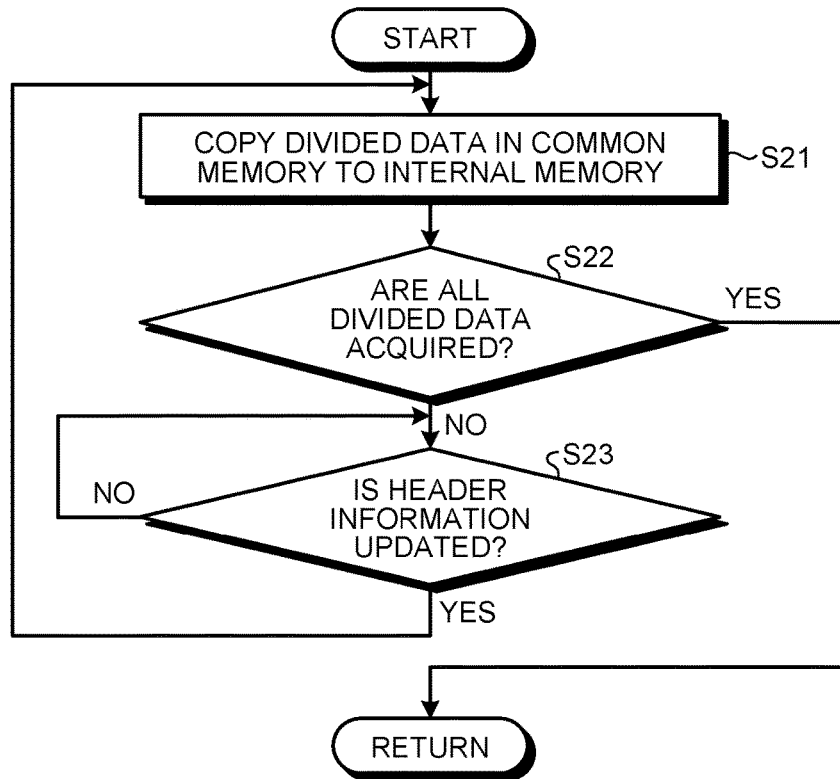 START
COPY DIVIDED DATA IN COMMON
MEMORY TO INTERNAL MEMORY
S21
S22
ARE ALL
DIVIDED DATA
ACQUIRED?
YES
NO
S23
NO
IS HEADER
INFORMATION
UPDATED?
YES
RETURN